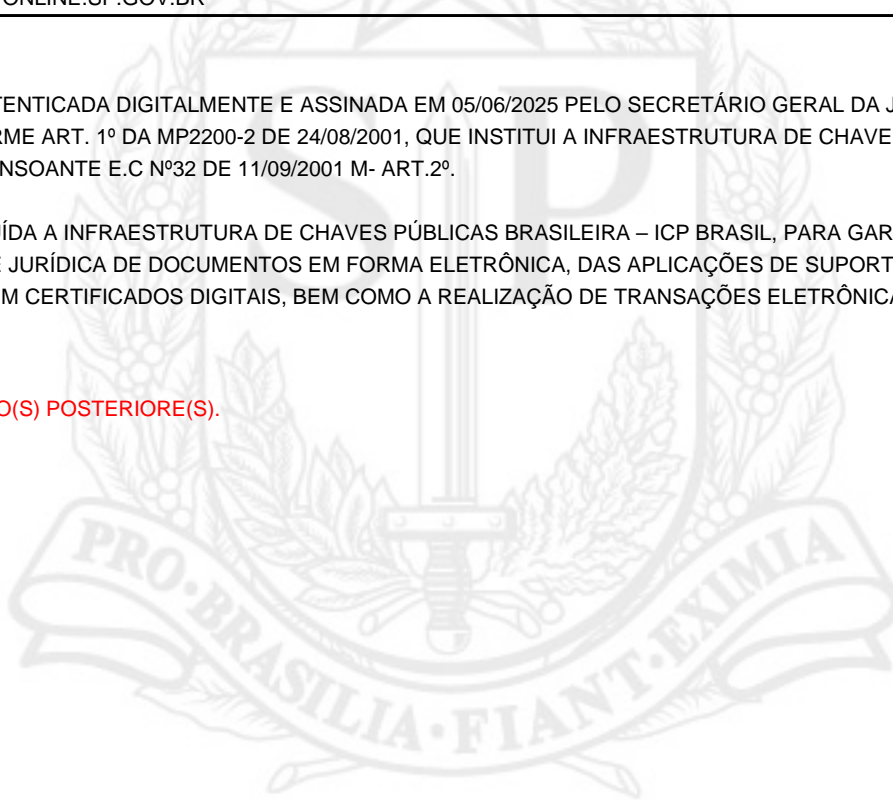 ONLINE.SP.GOV.BR
TENTICADA DIGITALMENTE E ASSINADA EM 05/06/2025 PELO SECRETÁRIO GERAL DA J
RME ART. 1º DA MP2200-2 DE 24/08/2001, QUE INSTITUI A INFRAESTRUTURA DE CHAVE
NSOANTE E.C Nº32 DE 11/09/2001 M- ART.2º.
UÍDA A INFRAESTRUTURA DE CHAVES PÚBLICAS BRASILEIRA – ICP BRASIL, PARA GAR
E JURÍDICA DE DOCUMENTOS EM FORMA ELETRÔNICA, DAS APLICAÇÕES DE SUPORT
M CERTIFICADOS DIGITAIS, BEM COMO A REALIZAÇÃO DE TRANSAÇÕES ELETRÔNICA
O(S) POSTERIORE(S).
SP
PRO·BRASILIA·FIANT·EXIMIA